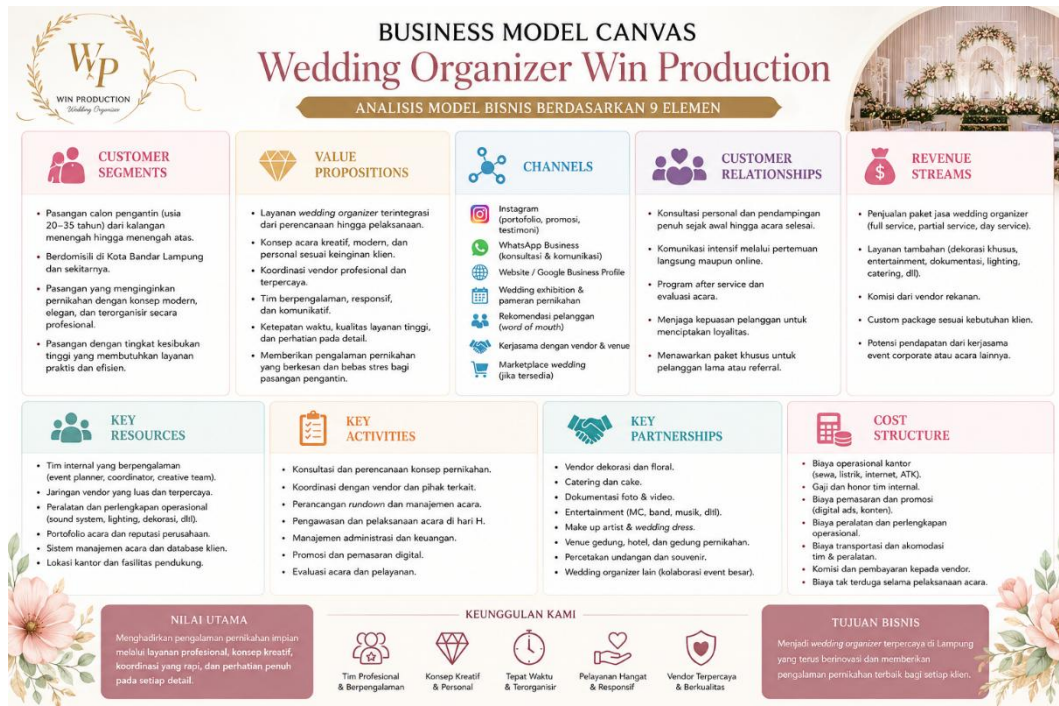 WP
WIN PRODUCTION
Wedding Organizer
BUSINESS MODEL CANVAS
Wedding Organizer Win Production
ANALISIS MODEL BISNIS BERDASARKAN 9 ELEMEN
CUSTOMER
SEGMENTS
• Pasangan calon pengantin (usia
20–35 tahun) dari kalangan
menengah hingga menengah atas.
• Berdomisili di Kota Bandar Lampung
dan sekitarnya.
• Pasangan yang menginginkan
pernikahan dengan konsep modern,
elegan, dan terorganisir secara
profesional.
• Pasangan dengan tingkat kesibukan
tinggi yang membutuhkan layanan
praktis dan efisien.
VALUE
PROPOSITIONS
• Layanan wedding organizer terintegrasi
dari perencanaan hingga pelaksanaan.
• Konsep acara kreatif, modern, dan
personal sesuai keinginan klien.
• Koordinasi vendor profesional dan
terpercaya.
• Tim berpengalaman, responsif,
dan komunikatif.
• Ketepatan waktu, kualitas layanan tinggi,
dan perhatian pada detail.
• Memberikan pengalaman pernikahan
yang berkesan dan bebas stres bagi
pasangan pengantin.
CHANNELS
Instagram
(portofolio, promosi,
testimoni)
WhatsApp Business
(konsultasi & komunikasi)
Website / Google Business Profile
Wedding exhibition &
pameran pernikahan
Rekomendasi pelanggan
(word of mouth)
Kerjasama dengan vendor & venue
Marketplace wedding
(jika tersedia)
CUSTOMER
RELATIONSHIPS
• Konsultasi personal dan pendampingan
penuh sejak awal hingga acara selesai.
• Komunikasi intensif melalui pertemuan
langsung maupun online.
• Program after service dan
evaluasi acara.
• Menjaga kepuasan pelanggan untuk
menciptakan loyalitas.
• Menawarkan paket khusus untuk
pelanggan lama atau referral.
REVENUE
STREAMS
• Penjualan paket jasa wedding organizer
(full service, partial service, day service).
• Layanan tambahan (dekorasi khusus,
entertainment, dokumentasi, lighting,
catering, dll).
• Komisi dari vendor rekanan.
• Custom package sesuai kebutuhan klien.
• Potensi pendapatan dari kerjasama
event corporate atau acara lainnya.
KEY
RESOURCES
• Tim internal yang berpengalaman
(event planner, coordinator, creative team).
• Jaringan vendor yang luas dan terpercaya.
• Peralatan dan perlengkapan operasional
(sound system, lighting, dekorasi, dll).
• Portofolio acara dan reputasi perusahaan.
• Sistem manajemen acara dan database klien.
• Lokasi kantor dan fasilitas pendukung.
KEY
ACTIVITIES
• Konsultasi dan perencanaan konsep pernikahan.
• Koordinasi dengan vendor dan pihak terkait.
• Perancangan rundown dan manajemen acara.
• Pengawasan dan pelaksanaan acara di hari H.
• Manajemen administrasi dan keuangan.
• Promosi dan pemasaran digital.
• Evaluasi acara dan pelayanan.
KEY
PARTNERSHIPS
• Vendor dekorasi dan floral.
• Catering dan cake.
• Dokumentasi foto & video.
• Entertainment (MC, band, musik, dll).
• Make up artist & wedding dress.
• Venue gedung, hotel, dan gedung pernikahan.
• Percetakan undangan dan souvenir.
• Wedding organizer lain (kolaborasi event besar).
COST
STRUCTURE
• Biaya operasional kantor
(sewa, listrik, internet, ATK).
• Gaji dan honor tim internal.
• Biaya pemasaran dan promosi
(digital ads, konten).
• Biaya peralatan dan perlengkapan
operasional.
• Biaya transportasi dan akomodasi
tim & peralatan.
• Komisi dan pembayaran kepada vendor.
• Biaya tak terduga selama pelaksanaan acara.
NILAI UTAMA
Menghadirkan pengalaman pernikahan impian
melalui layanan profesional, konsep kreatif,
koordinasi yang rapi, dan perhatian penuh
pada setiap detail.
KEUNGGULAN KAMI
Tim Profesional
& Berpengalaman
Konsep Kreatif
& Personal
Tepat Waktu
& Terorganisir
Pelayanan Hangat
& Responsif
Vendor Terpercaya
& Berkualitas
TUJUAN BISNIS
Menjadi wedding organizer terpercaya di Lampung
yang terus berinovasi dan memberikan
pengalaman pernikahan terbaik bagi setiap klien.